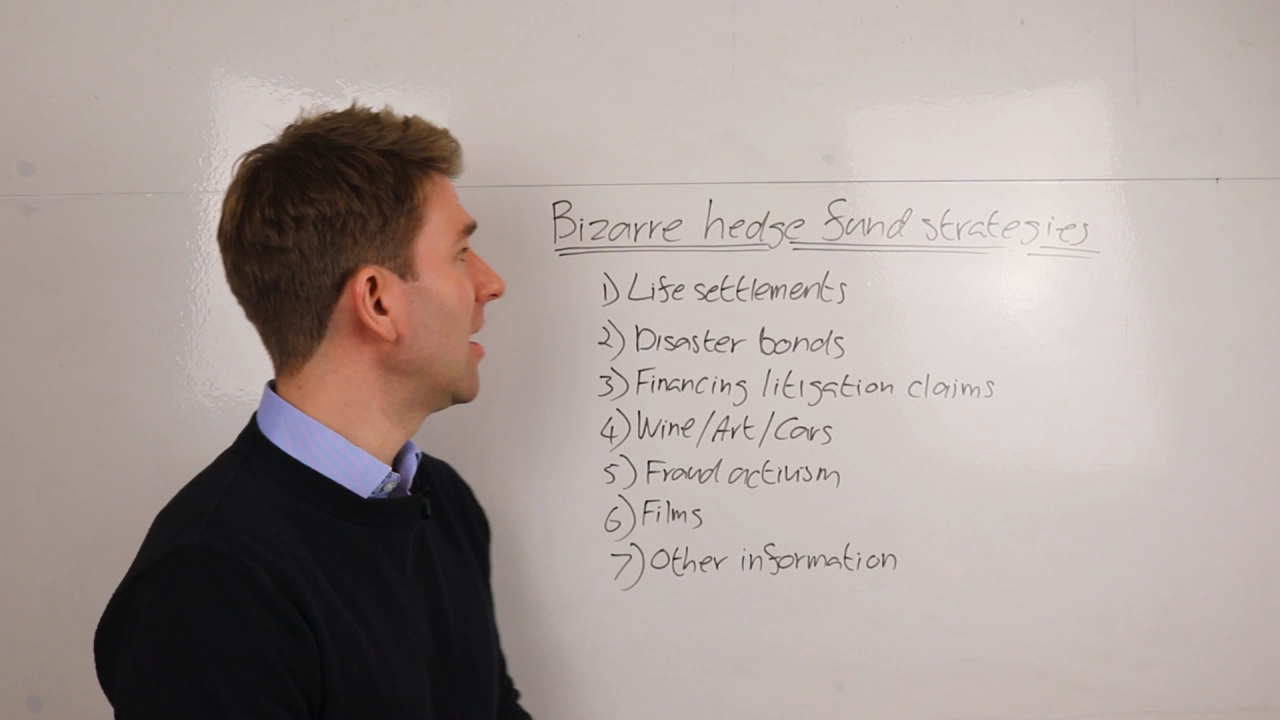 Bizarre hedge fund strategies
1) Life settlements
2) Disaster bonds
3) Financing litigation claims
4) Wine/Art/Cars
5) Fraud activism
6) Films
7) Other information